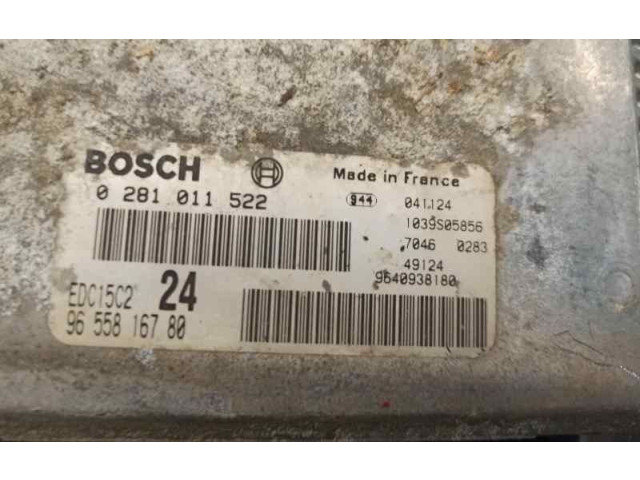 BOSCH
Made in France
0 281 011 522
944 041124
1039S05856
7046 0283
49124
9640938180
EDC15C2 24
96 558 167 80